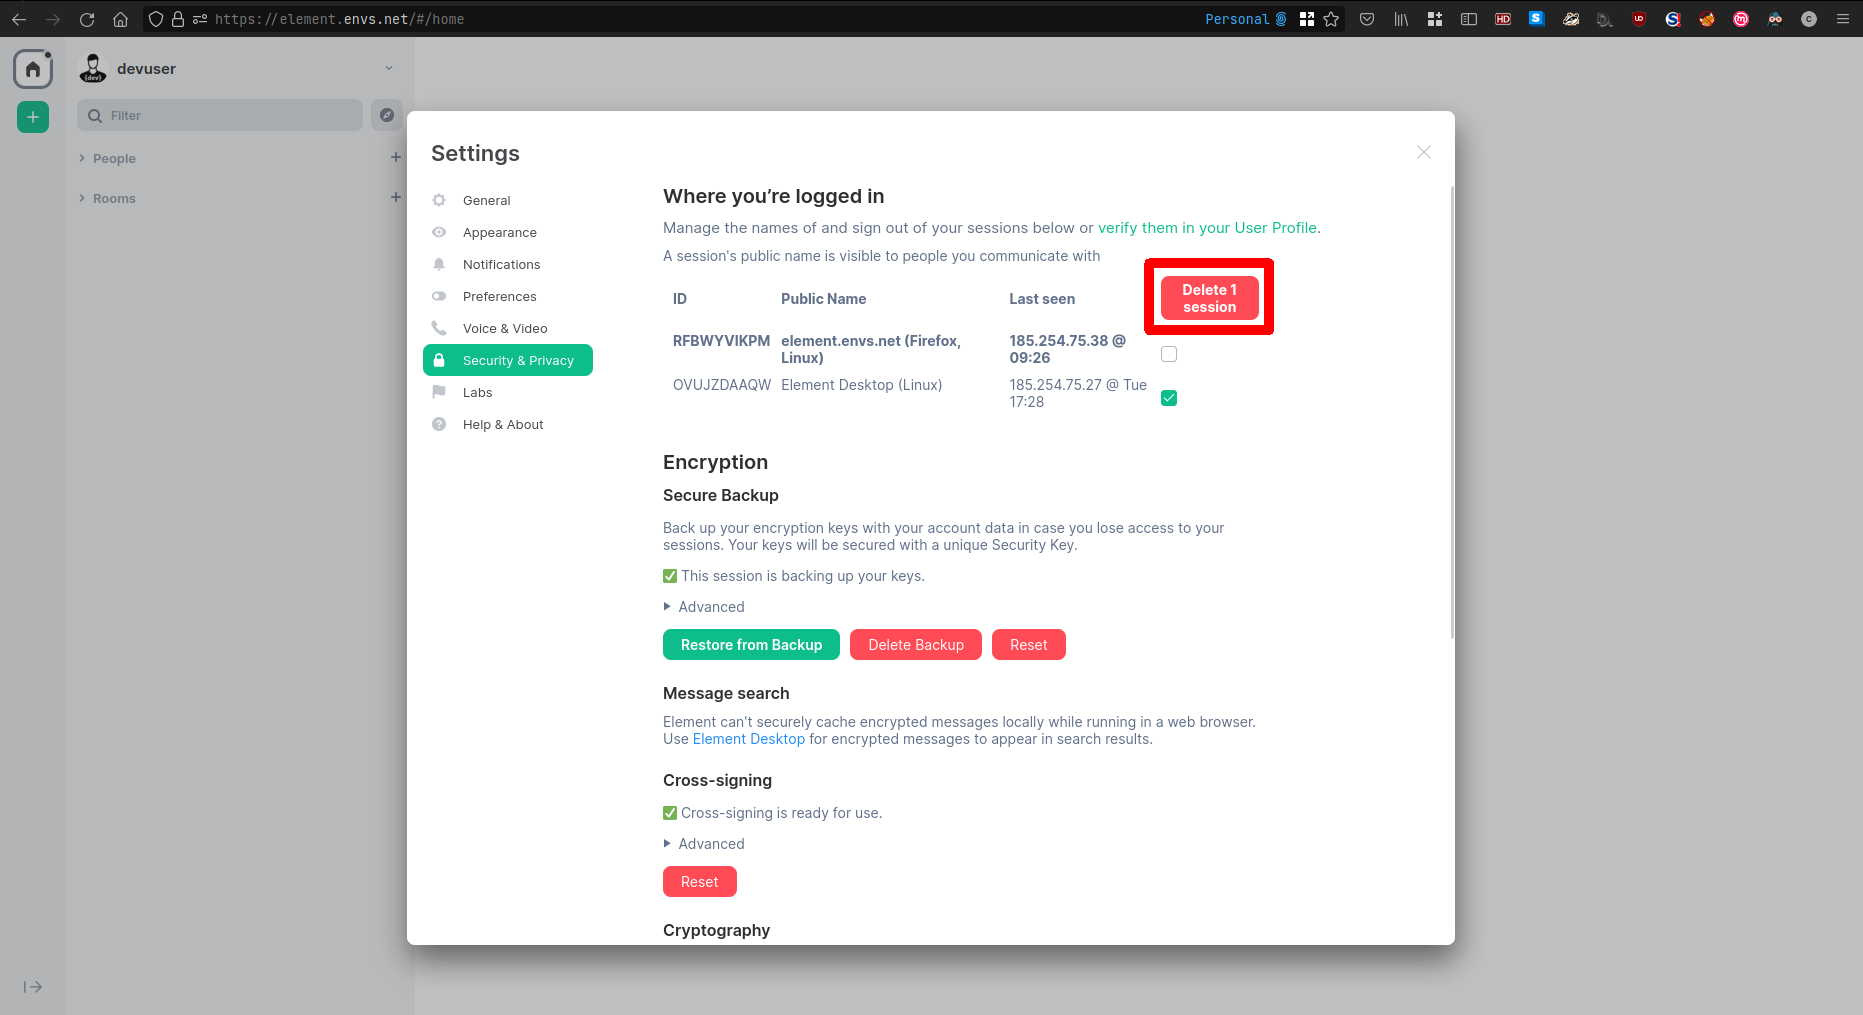 https://element.envs.net/#/home
Personal
HD
S
UO
S
m
C
devuser
{dev}
Filter
People
Rooms
Settings
General
Appearance
Notifications
Preferences
Voice & Video
Security & Privacy
Labs
Help & About
Where you’re logged in
Manage the names of and sign out of your sessions below or verify them in your User Profile.
A session's public name is visible to people you communicate with
ID Public Name Last seen
Delete 1
session
RFBWYVIKPM element.envs.net (Firefox, 185.254.75.38 @
Linux) 09:26
OVUJZDAAQW Element Desktop (Linux) 185.254.75.27 @ Tue
17:28
Encryption
Secure Backup
Back up your encryption keys with your account data in case you lose access to your
sessions. Your keys will be secured with a unique Security Key.
✅ This session is backing up your keys.
Advanced
Restore from Backup Delete Backup Reset
Message search
Element can't securely cache encrypted messages locally while running in a web browser.
Use Element Desktop for encrypted messages to appear in search results.
Cross-signing
✅ Cross-signing is ready for use.
Advanced
Reset
Cryptography